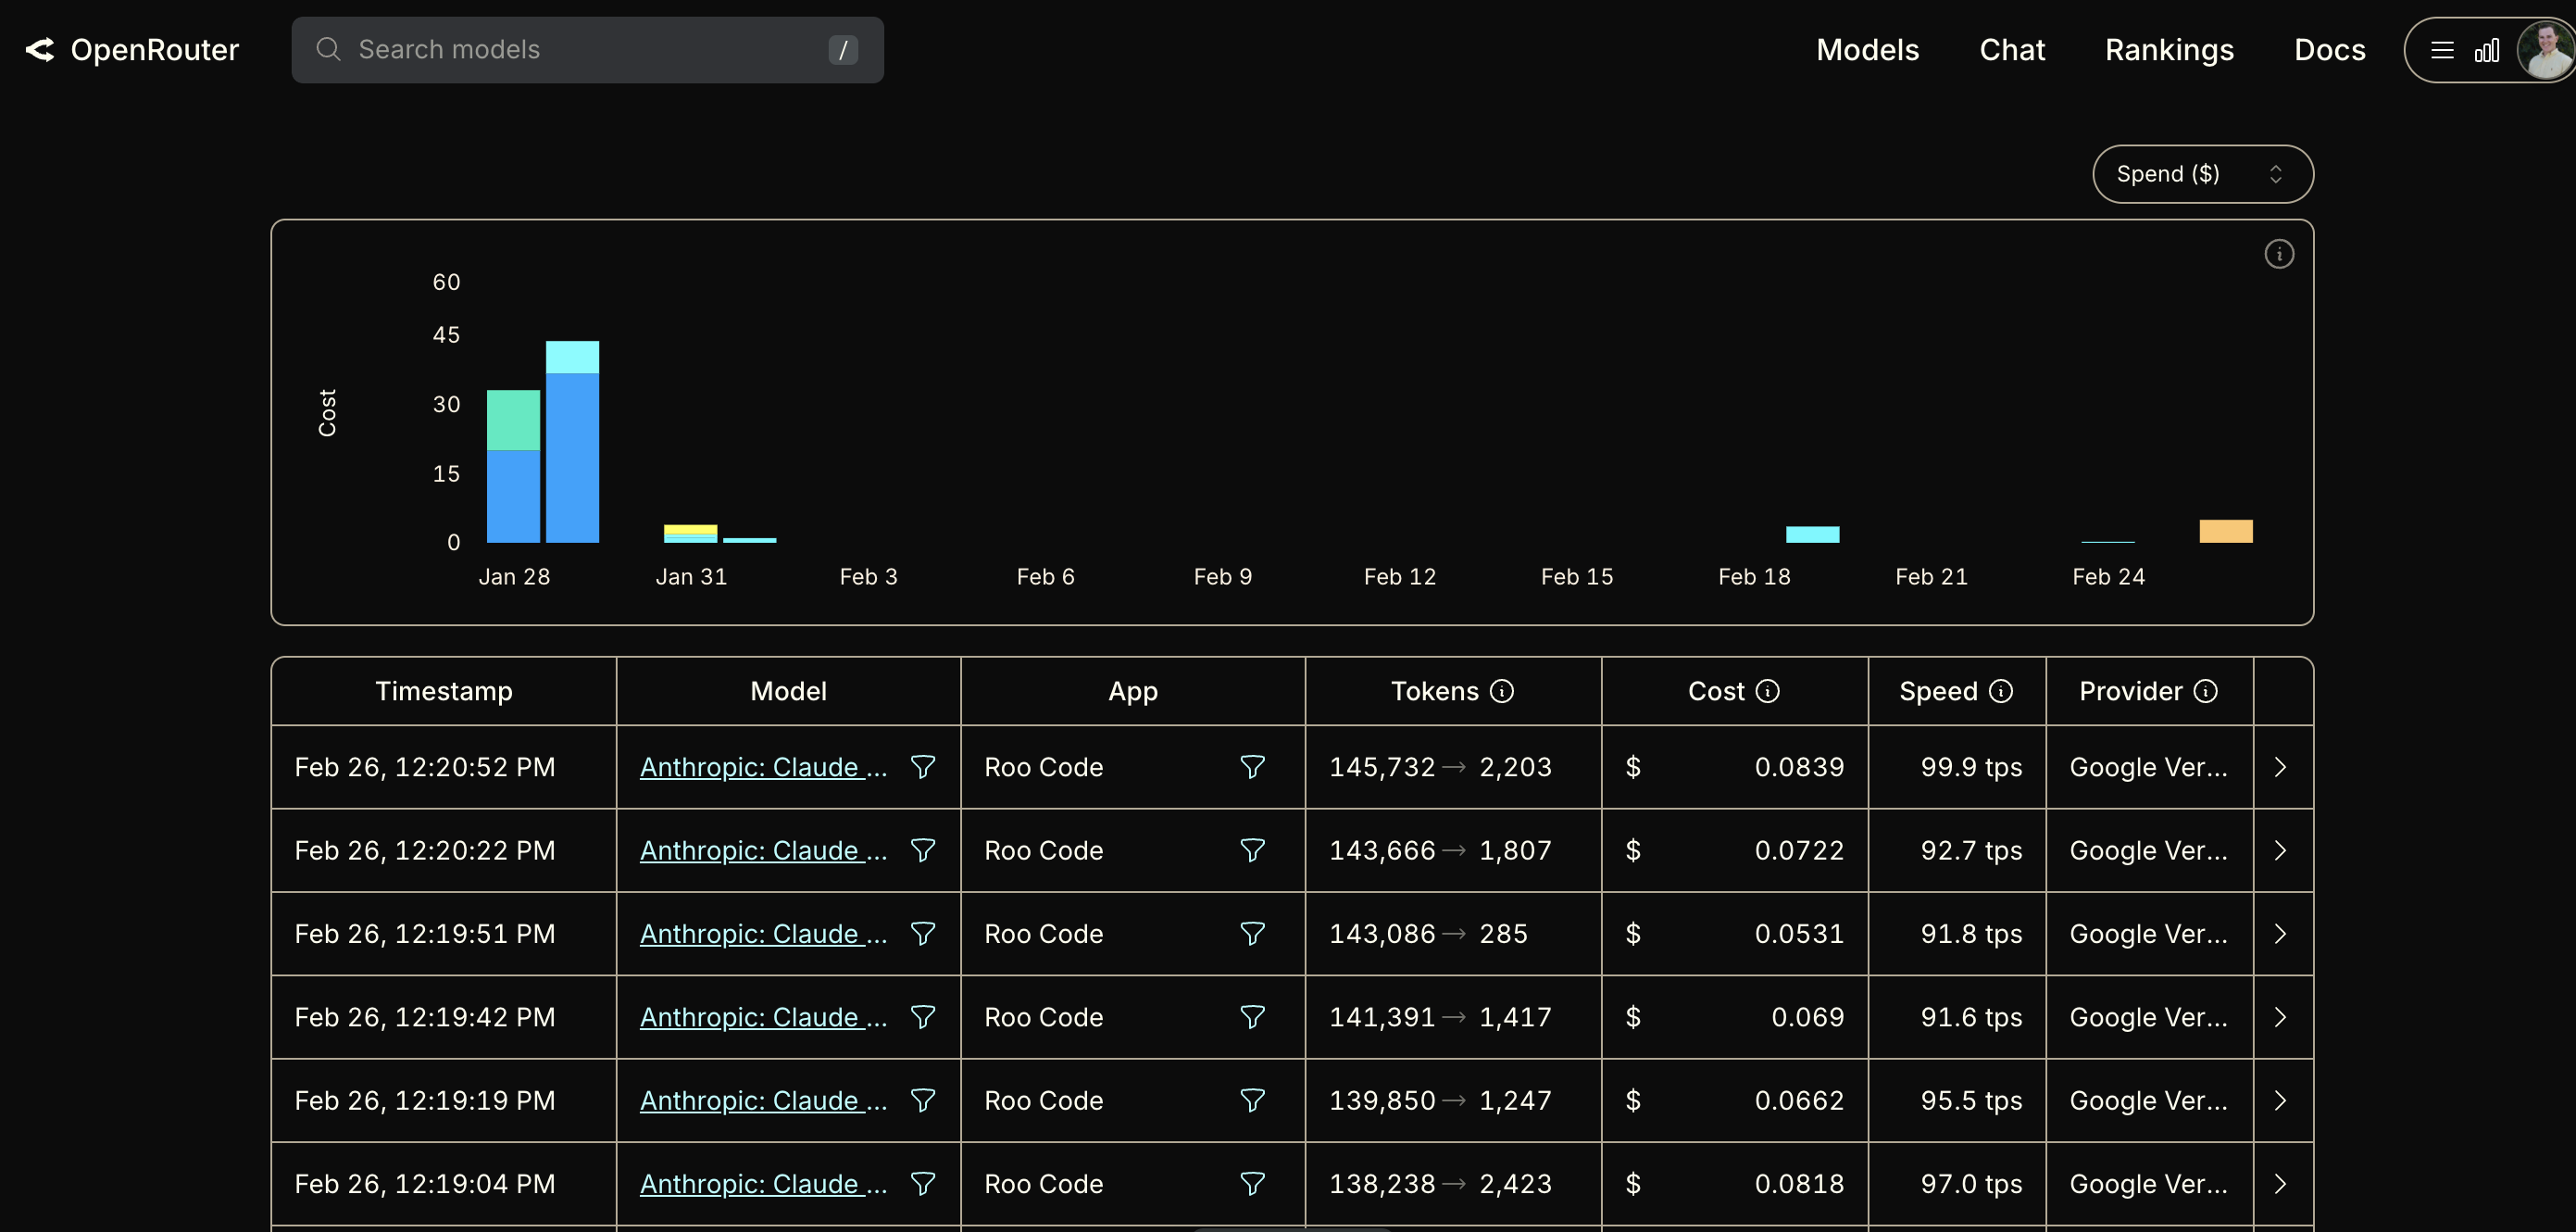 OpenRouter Search models / Models Chat Rankings Docs
Spend ($)
60
45
30
15
0
Cost
Jan 28 Jan 31 Feb 3 Feb 6 Feb 9 Feb 12 Feb 15 Feb 18 Feb 21 Feb 24
Timestamp Model App Tokens Cost Speed Provider
Feb 26, 12:20:52 PM Anthropic: Claude ... Roo Code 145,732 → 2,203 $ 0.0839 99.9 tps Google Ver...
Feb 26, 12:20:22 PM Anthropic: Claude ... Roo Code 143,666 → 1,807 $ 0.0722 92.7 tps Google Ver...
Feb 26, 12:19:51 PM Anthropic: Claude ... Roo Code 143,086 → 285 $ 0.0531 91.8 tps Google Ver...
Feb 26, 12:19:42 PM Anthropic: Claude ... Roo Code 141,391 → 1,417 $ 0.069 91.6 tps Google Ver...
Feb 26, 12:19:19 PM Anthropic: Claude ... Roo Code 139,850 → 1,247 $ 0.0662 95.5 tps Google Ver...
Feb 26, 12:19:04 PM Anthropic: Claude ... Roo Code 138,238 → 2,423 $ 0.0818 97.0 tps Google Ver...